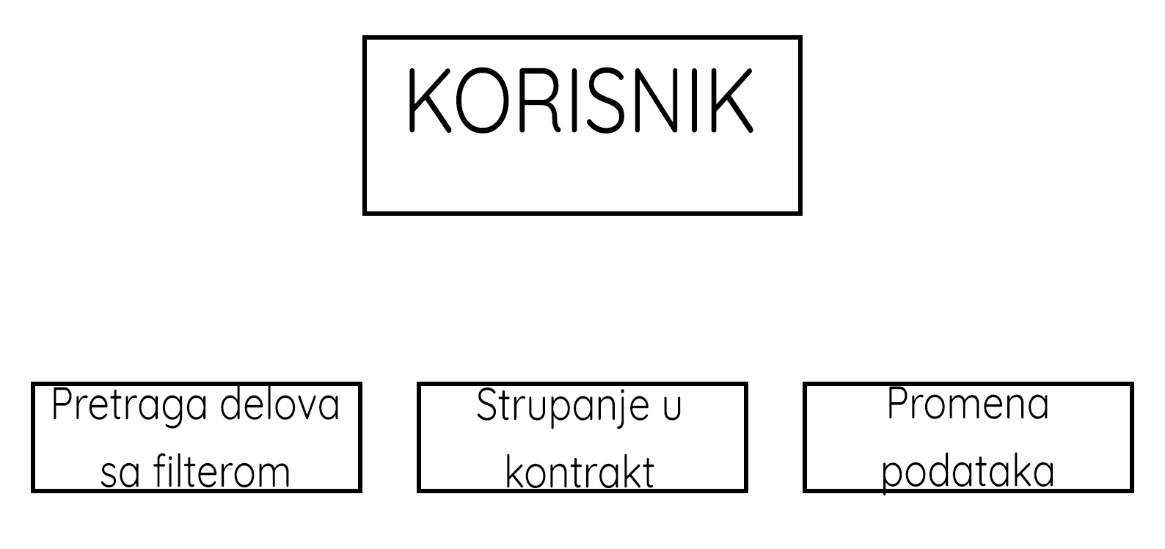 KORISNIK
Pretraga delova
sa filterom
Strupanje u
kontrakt
Promena
podataka